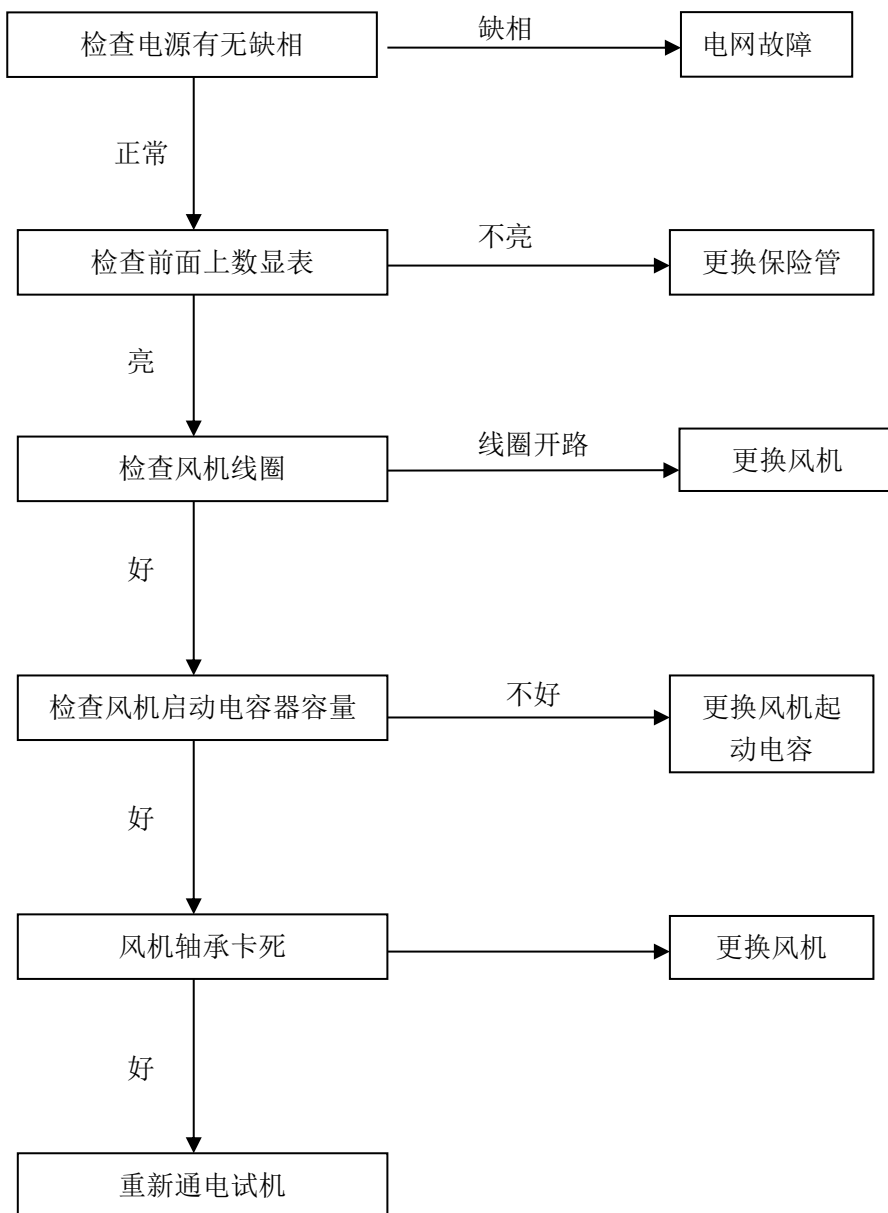 检查电源有无缺相
缺相
电网故障
正常
检查前面上数显表
不亮
更换保险管
亮
检查风机线圈
线圈开路
更换风机
好
检查风机启动电容器容量
不好
更换风机起
动电容
好
风机轴承卡死
更换风机
好
重新通电试机